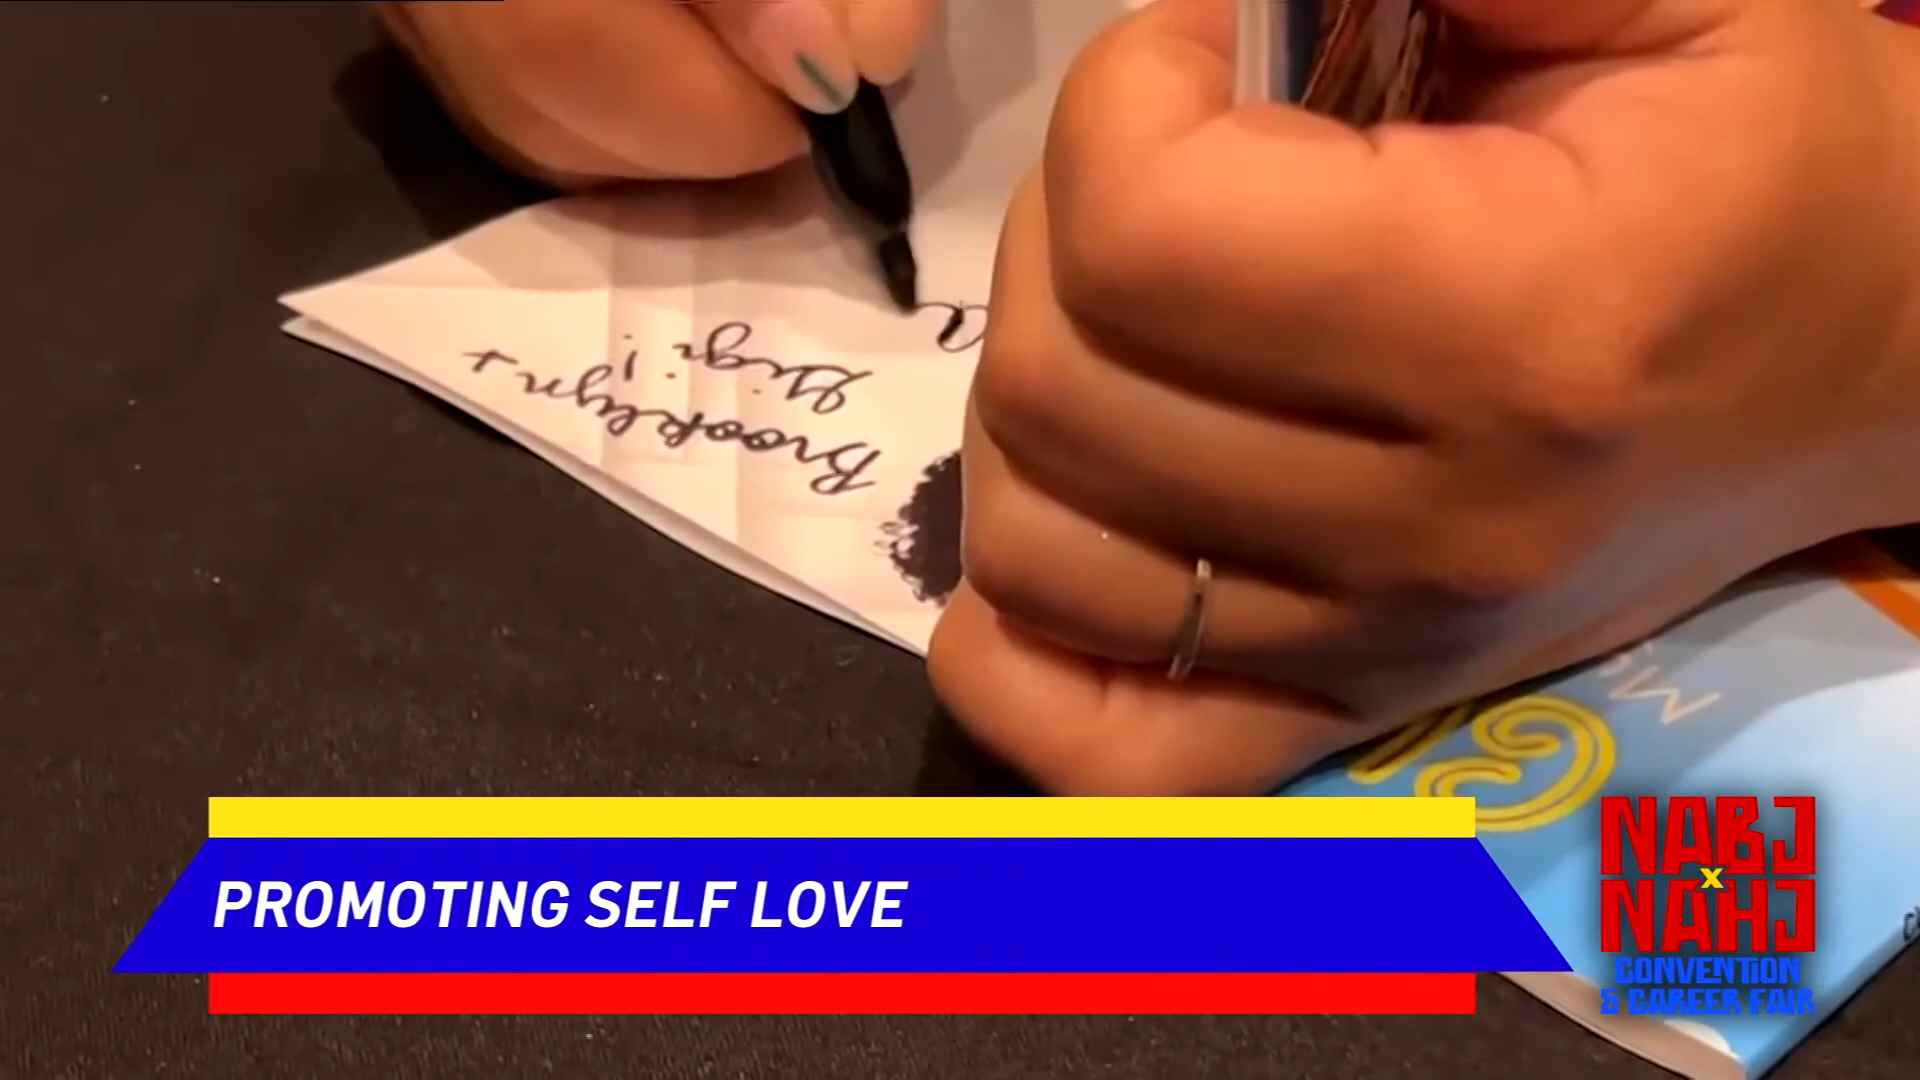 Brooklyn +
Gigi!
a
PROMOTING SELF LOVE
NABJ
x
NAHJ
CONVENTION
& CAREER FAIR